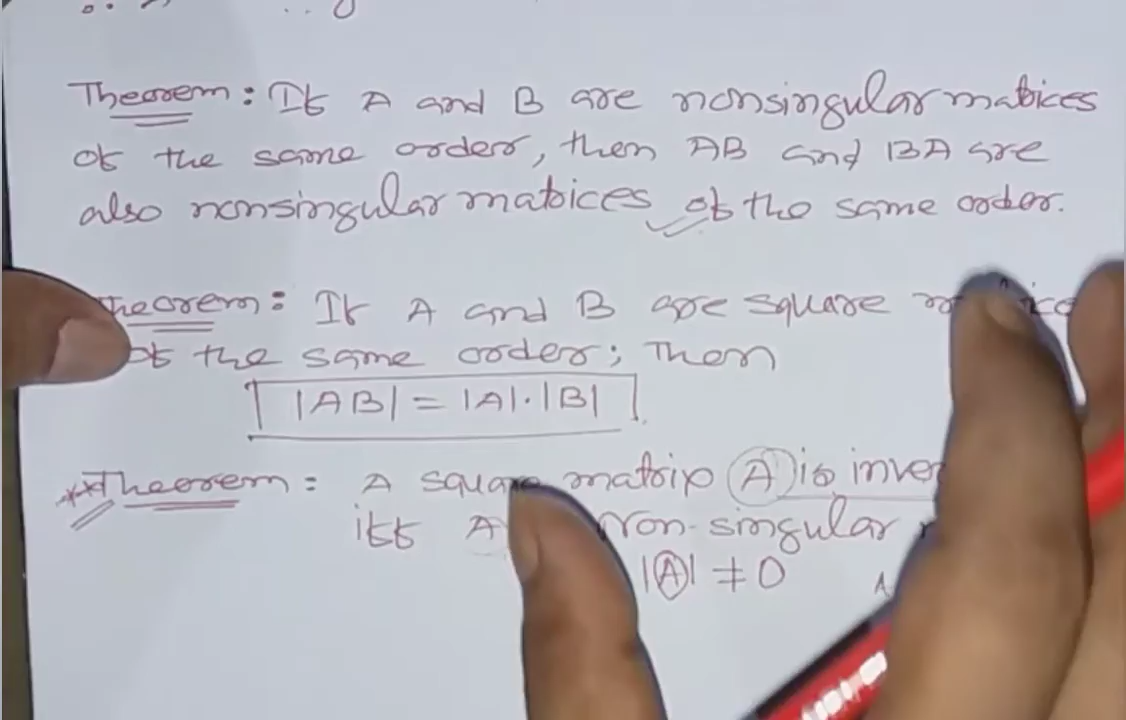 Theorem: If A and B are nonsingular matrices
of the same order, then AB and BA are
also nonsingular matrices of the same order.
Theorem: If A and B are square
of the same order; Then
|AB| = |A|.|B|
Theorem: A square matrix A is
iff A non-singular
|A| ≠ 0